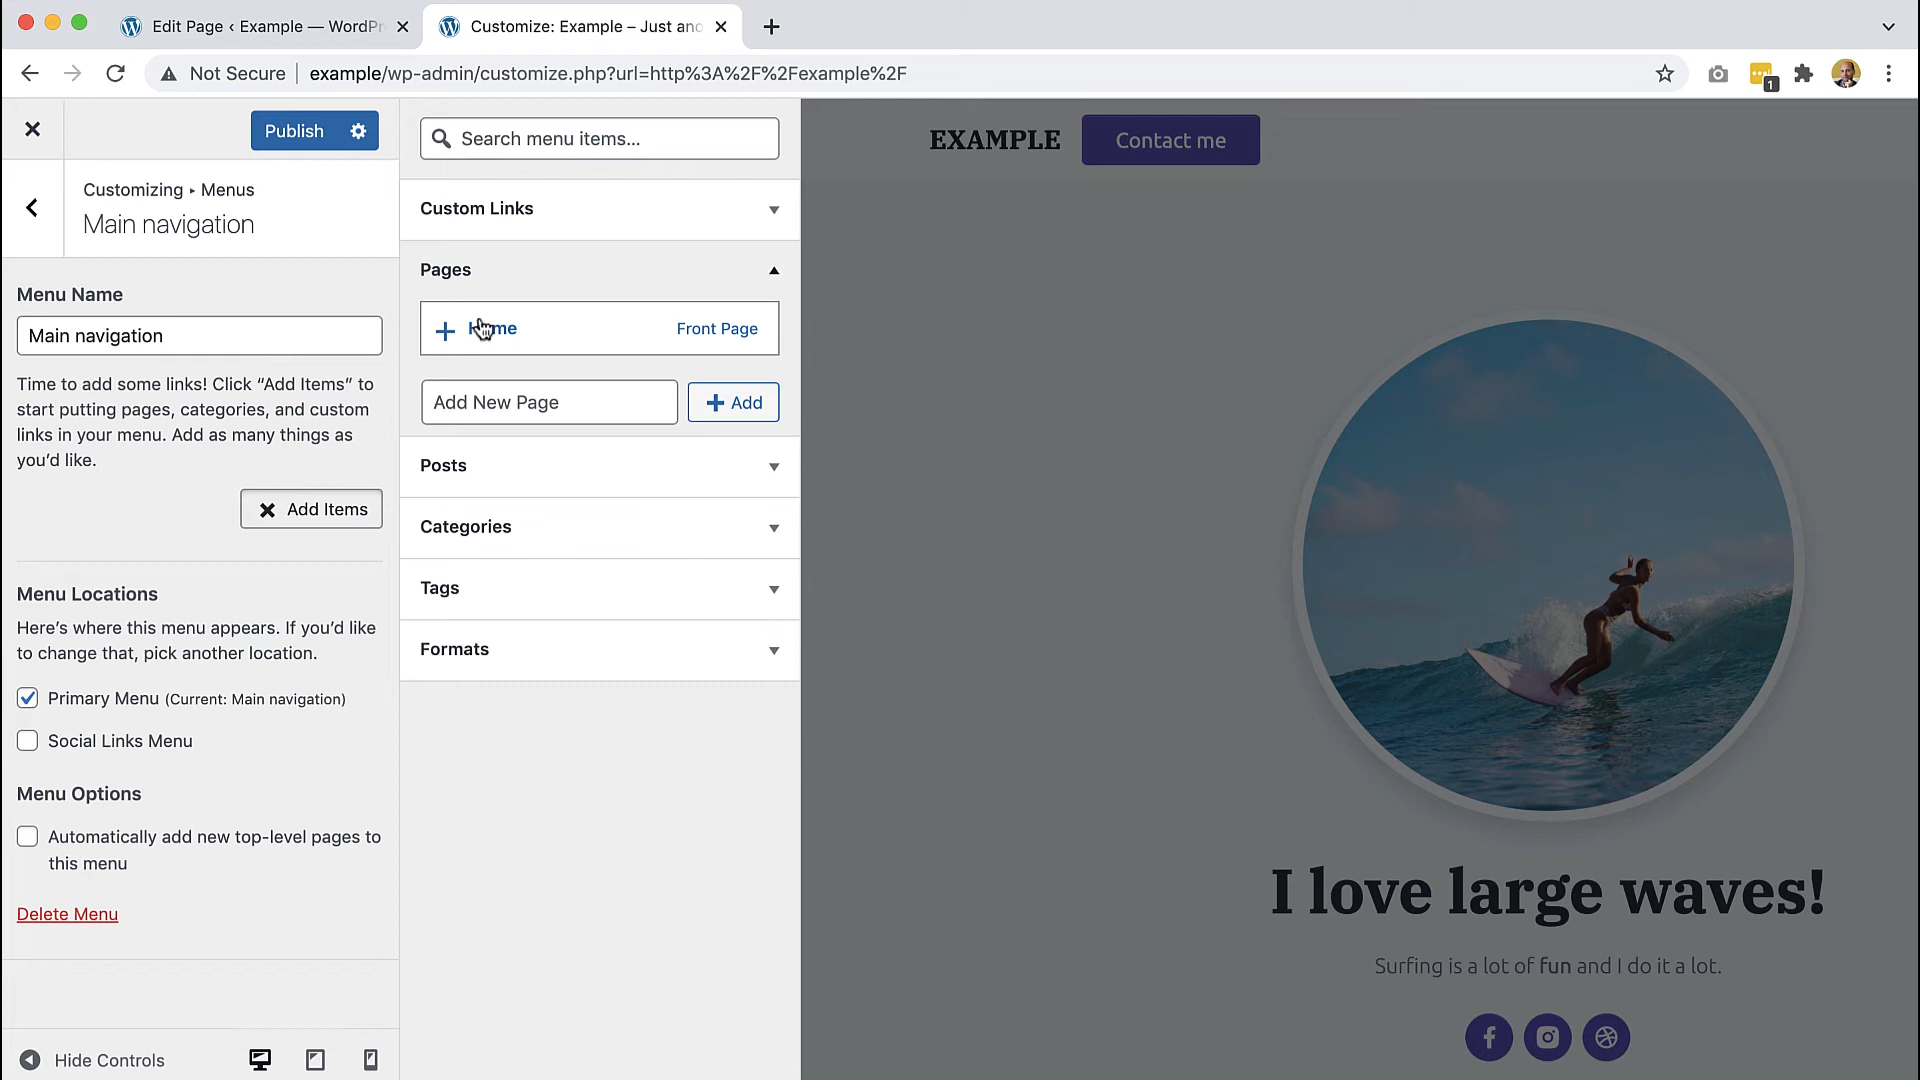 Edit Page ‹ Example — WordPr
Customize: Example – Just ano
Not Secure
example/wp-admin/customize.php?url=http%3A%2F%2Fexample%2F
1
Publish
Customizing ▸ Menus
Main navigation
Menu Name
Main navigation
Time to add some links! Click “Add Items” to
start putting pages, categories, and custom
links in your menu. Add as many things as
you’d like.
Add Items
Menu Locations
Here’s where this menu appears. If you’d like
to change that, pick another location.
Primary Menu (Current: Main navigation)
Social Links Menu
Menu Options
Automatically add new top-level pages to
this menu
Delete Menu
Hide Controls
Search menu items...
Custom Links
Pages
Home
Front Page
Add New Page
Add
Posts
Categories
Tags
Formats
EXAMPLE
Contact me
I love large waves!
Surfing is a lot of fun and I do it a lot.